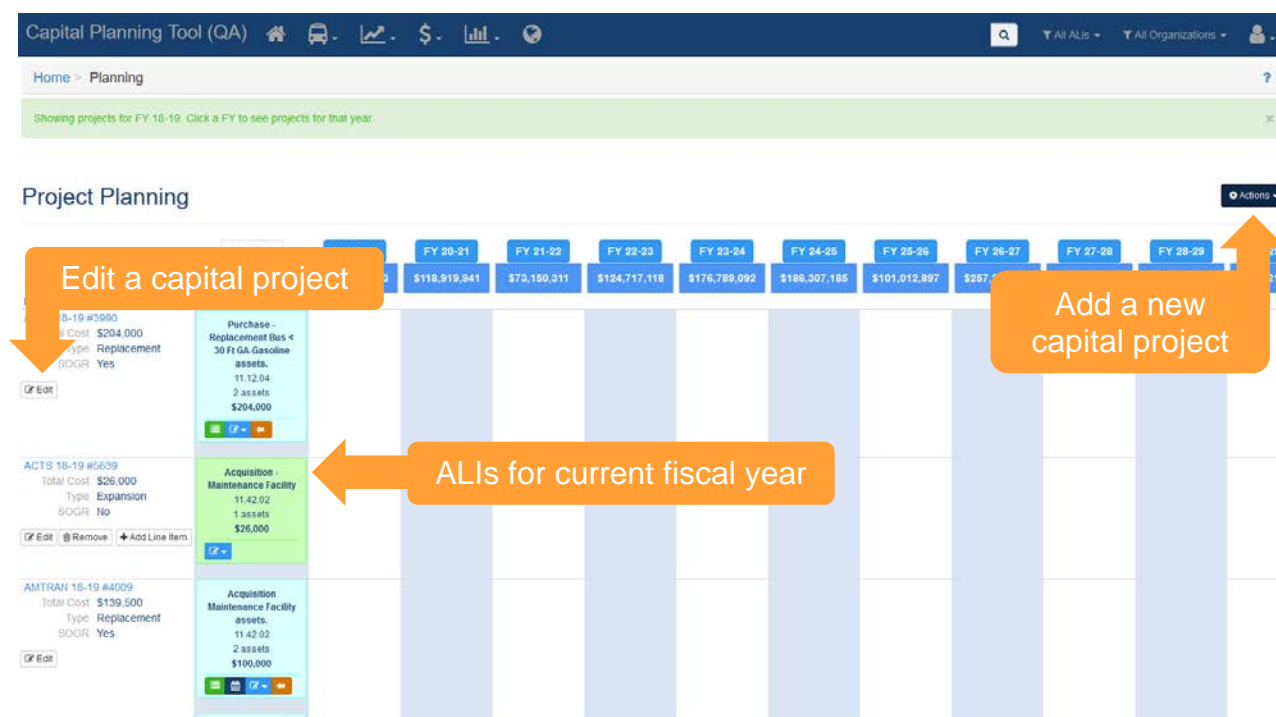 Capital Planning Tool (QA)
All ALIs
All Organizations
Home > Planning
?
Showing projects for FY 18-19. Click a FY to see projects for that year.
×
Project Planning
Actions
FY 20-21 FY 21-22 FY 22-23 FY 23-24 FY 24-25 FY 25-26 FY 26-27 FY 27-28 FY 28-29
$118,919,941 $73,150,311 $124,717,118 $176,789,092 $186,307,185 $101,012,897
Edit a capital project
Add a new
capital project
18-19 #3990
Cost $204,000
Type Replacement
SOGR Yes
Edit
Purchase -
Replacement Bus <
30 Ft GA-Gasoline
assets.
11.12.04
2 assets
$204,000
ALIs for current fiscal year
ACTS 18-19 #5639
Total Cost $26,000
Type Expansion
SOGR No
Edit Remove Add Line Item
Acquisition -
Maintenance Facility
11.42.02
1 assets
$26,000
AMTRAN 18-19 #4009
Total Cost $139,500
Type Replacement
SOGR Yes
Edit
Acquisition
Maintenance Facility
assets.
11.42.02
2 assets
$100,000